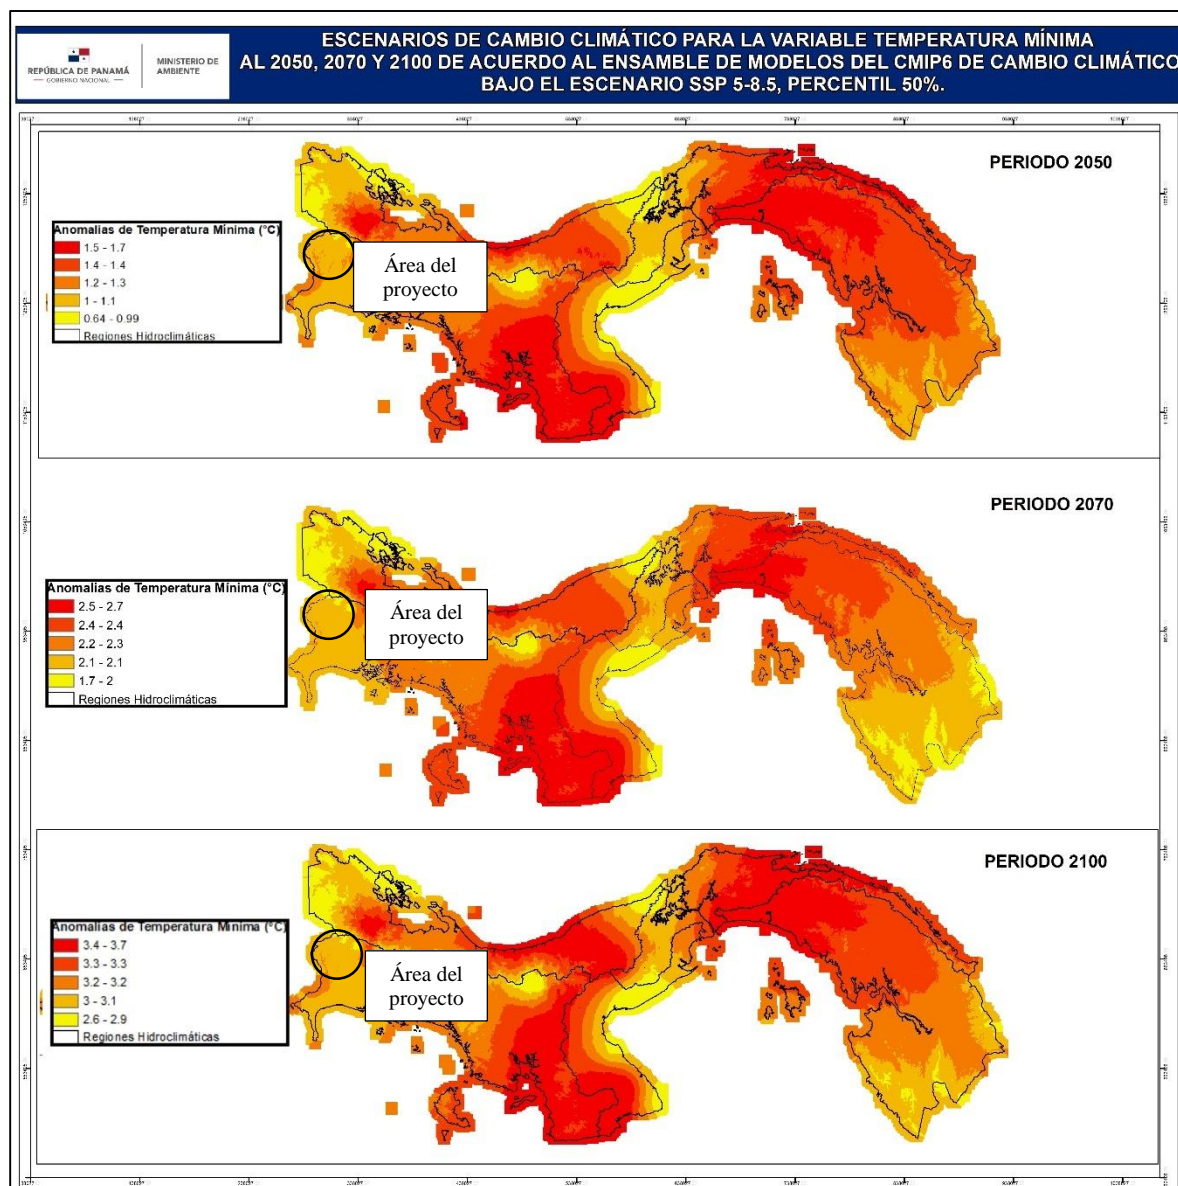 REPÚBLICA DE PANAMÁ
— GOBIERNO NACIONAL —
MINISTERIO DE
AMBIENTE
ESCENARIOS DE CAMBIO CLIMÁTICO PARA LA VARIABLE TEMPERATURA MÍNIMA
AL 2050, 2070 Y 2100 DE ACUERDO AL ENSAMBLE DE MODELOS DEL CMIP6 DE CAMBIO CLIMÁTICO
BAJO EL ESCENARIO SSP 5-8.5, PERCENTIL 50%.
PERIODO 2050
Anomalias de Temperatura Mínima (°C)
1.5 - 1.7
1.4 - 1.4
1.2 - 1.3
1 - 1.1
0.64 - 0.99
Regiones Hidroclimáticas
Área del
proyecto
PERIODO 2070
Anomalias de Temperatura Mínima (°C)
2.5 - 2.7
2.4 - 2.4
2.2 - 2.3
2.1 - 2.1
1.7 - 2
Regiones Hidroclimáticas
Área del
proyecto
PERIODO 2100
Anomalias de Temperatura Mínima (°C)
3.4 - 3.7
3.3 - 3.3
3.2 - 3.2
3 - 3.1
2.6 - 2.9
Regiones Hidroclimáticas
Área del
proyecto